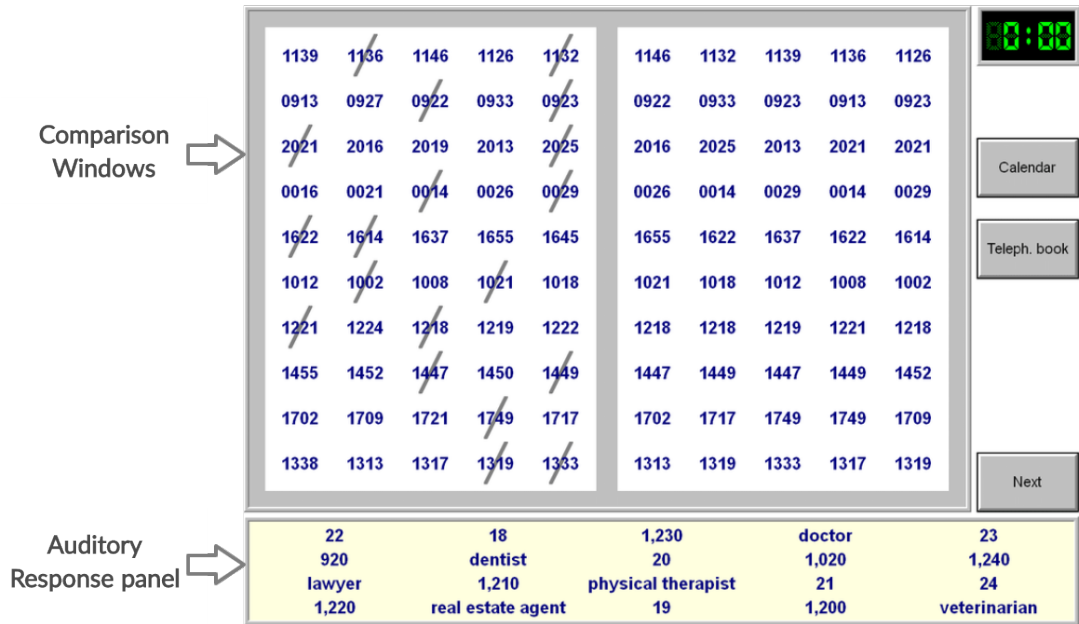 1139 1136 1146 1126 1132 1146 1132 1139 1136 1126
0913 0927 0922 0933 0923 0922 0933 0923 0913 0923
2021 2016 2019 2013 2025 2016 2025 2013 2021 2021
0016 0021 0014 0026 0029 0026 0014 0029 0014 0029
1622 1614 1637 1655 1645 1655 1622 1637 1622 1614
1012 1002 1008 1021 1018 1021 1018 1012 1008 1002
1221 1224 1218 1219 1222 1218 1218 1219 1221 1218
1455 1452 1447 1450 1449 1447 1449 1447 1449 1452
1702 1709 1721 1749 1717 1702 1717 1749 1749 1709
1338 1313 1317 1319 1333 1313 1319 1333 1317 1319
0:00
Comparison
Windows
Calendar
Teleph. book
Next
Auditory
Response panel
22 18 1,230 doctor 23
920 dentist 20 1,020 1,240
lawyer 1,210 physical therapist 21 24
1,220 real estate agent 19 1,200 veterinarian